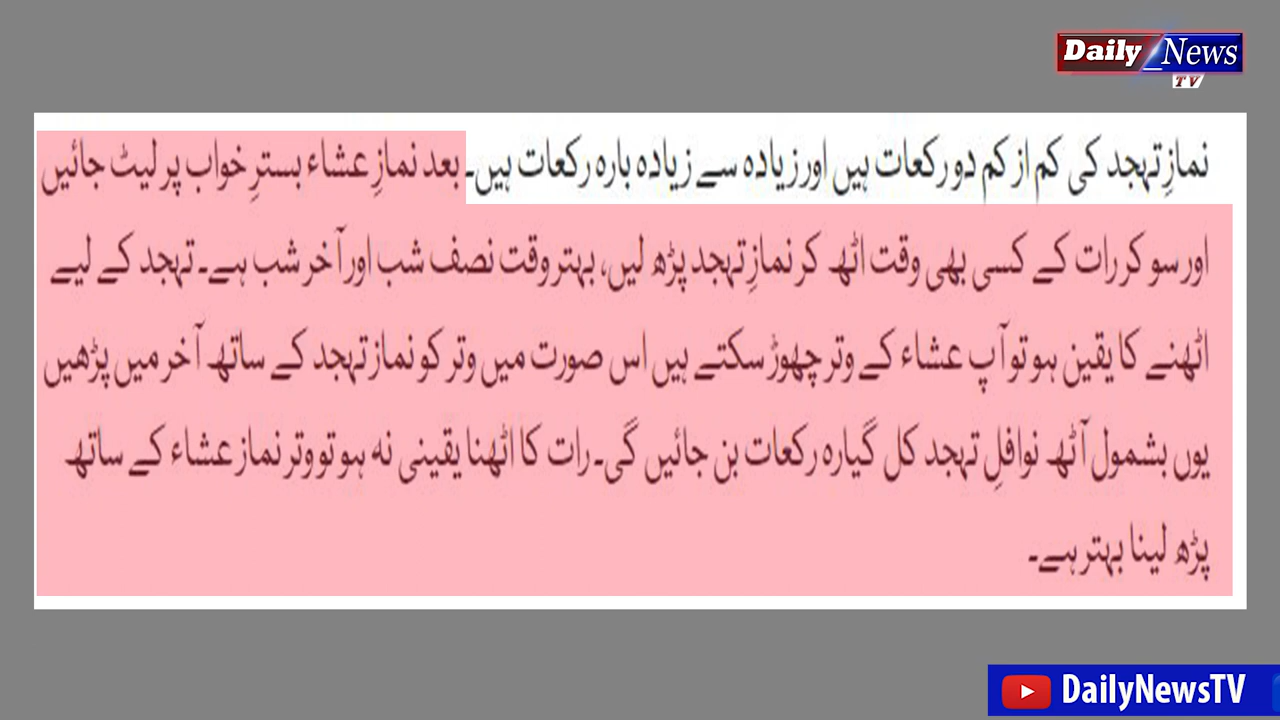 Daily News
TV
نمازِ تہجد کی کم از کم دو رکعات ہیں اور زیادہ سے زیادہ بارہ رکعات ہیں۔ بعد نمازِ عشاء بسترِ خواب پر لیٹ جائیں
اور سو کر رات کے کسی بھی وقت اٹھ کر نمازِ تہجد پڑھ لیں، بہتر وقت نصف شب اور آخر شب ہے۔ تہجد کے لیے
اٹھنے کا یقین ہو تو آپ عشاء کے وتر چھوڑ سکتے ہیں اس صورت میں وتر کو نماز تہجد کے ساتھ آخر میں پڑھیں
یوں بشمول آٹھ نوافلِ تہجد کل گیارہ رکعات بن جائیں گی۔ رات کا اٹھنا یقینی نہ ہو تو وتر نماز عشاء کے ساتھ
پڑھ لینا بہتر ہے۔
DailyNewsTV